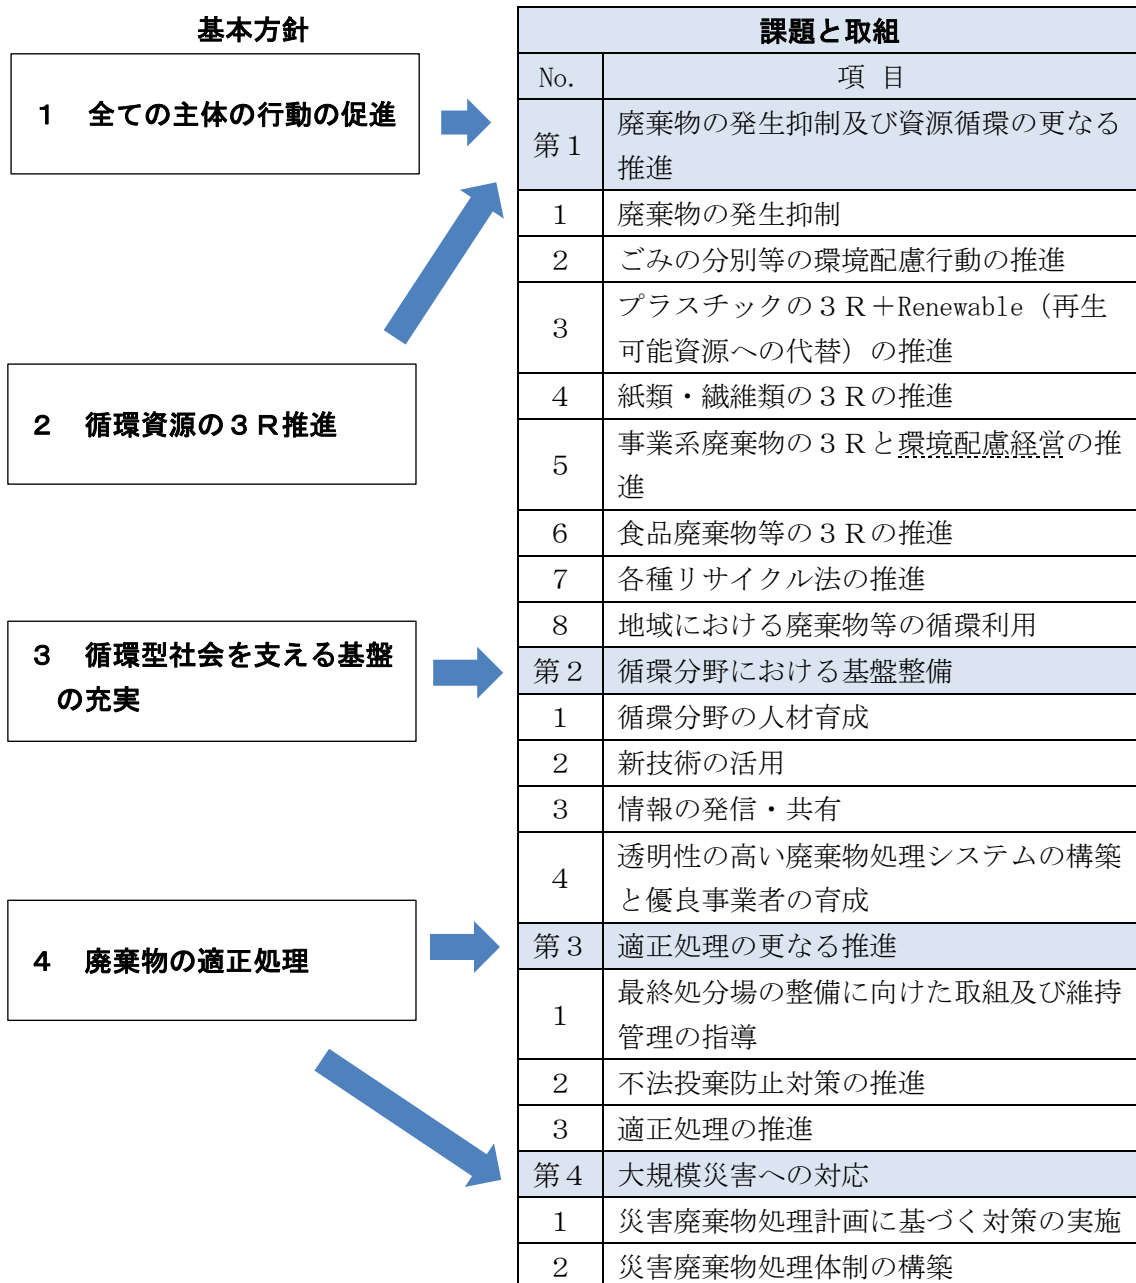 基本方針
１　全ての主体の行動の促進
２　循環資源の３Ｒ推進
３　循環型社会を支える基盤
の充実
４　廃棄物の適正処理
課題と取組
No.　項 目
第１　廃棄物の発生抑制及び資源循環の更なる
推進
1　廃棄物の発生抑制
2　ごみの分別等の環境配慮行動の推進
3　プラスチックの３Ｒ＋Renewable（再生
可能資源への代替）の推進
4　紙類・繊維類の３Ｒの推進
5　事業系廃棄物の３Ｒと環境配慮経営の推
進
6　食品廃棄物等の３Ｒの推進
7　各種リサイクル法の推進
8　地域における廃棄物等の循環利用
第２　循環分野における基盤整備
1　循環分野の人材育成
2　新技術の活用
3　情報の発信・共有
4　透明性の高い廃棄物処理システムの構築
と優良事業者の育成
第３　適正処理の更なる推進
1　最終処分場の整備に向けた取組及び維持
管理の指導
2　不法投棄防止対策の推進
3　適正処理の推進
第４　大規模災害への対応
1　災害廃棄物処理計画に基づく対策の実施
2　災害廃棄物処理体制の構築